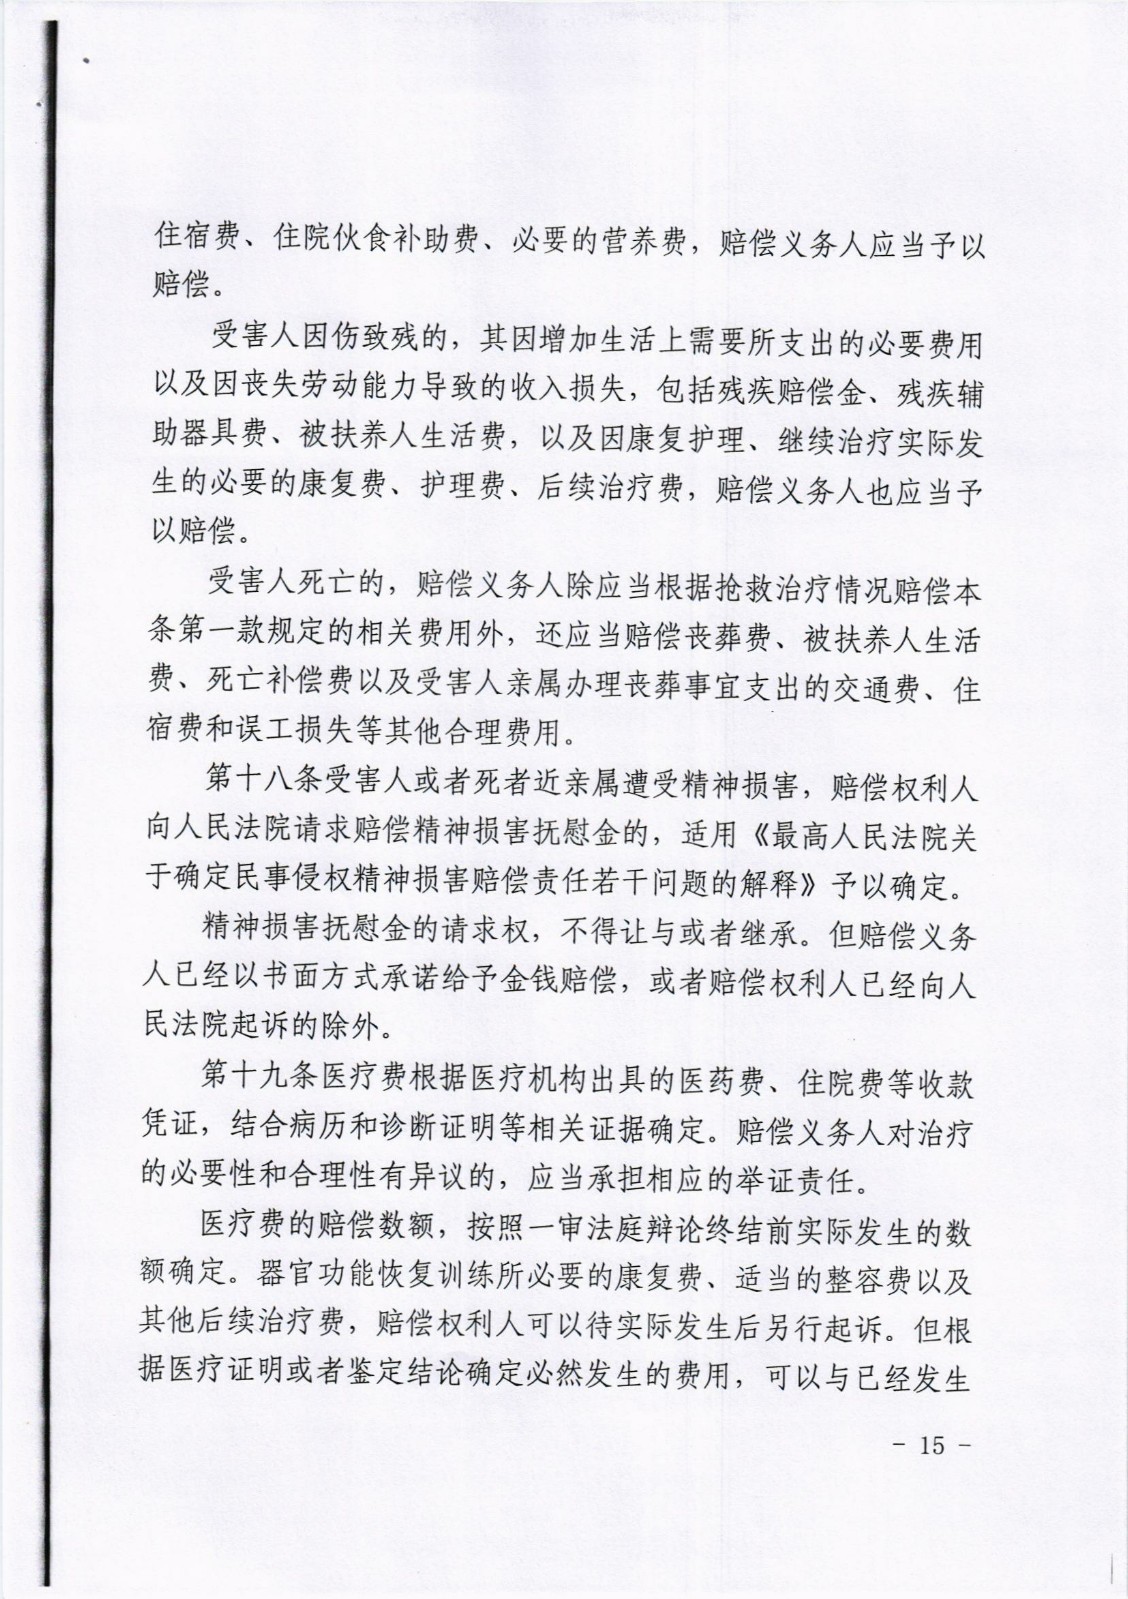 住宿费、住院伙食补助费、必要的营养费，赔偿义务人应当予以
赔偿。
受害人因伤致残的，其因增加生活上需要所支出的必要费用
以及因丧失劳动能力导致的收入损失，包括残疾赔偿金、残疾辅
助器具费、被扶养人生活费，以及因康复护理、继续治疗实际发
生的必要的康复费、护理费、后续治疗费，赔偿义务人也应当予
以赔偿。
受害人死亡的，赔偿义务人除应当根据抢救治疗情况赔偿本
条第一款规定的相关费用外，还应当赔偿丧葬费、被扶养人生活
费、死亡补偿费以及受害人亲属办理丧葬事宜支出的交通费、住
宿费和误工损失等其他合理费用。
第十八条受害人或者死者近亲属遭受精神损害，赔偿权利人
向人民法院请求赔偿精神损害抚慰金的，适用《最高人民法院关
于确定民事侵权精神损害赔偿责任若干问题的解释》予以确定。
精神损害抚慰金的请求权，不得让与或者继承。但赔偿义务
人已经以书面方式承诺给予金钱赔偿，或者赔偿权利人已经向人
民法院起诉的除外。
第十九条医疗费根据医疗机构出具的医药费、住院费等收款
凭证，结合病历和诊断证明等相关证据确定。赔偿义务人对治疗
的必要性和合理性有异议的，应当承担相应的举证责任。
医疗费的赔偿数额，按照一审法庭辩论终结前实际发生的数
额确定。器官功能恢复训练所必要的康复费、适当的整容费以及
其他后续治疗费，赔偿权利人可以待实际发生后另行起诉。但根
据医疗证明或者鉴定结论确定必然发生的费用，可以与已经发生
- 15 -